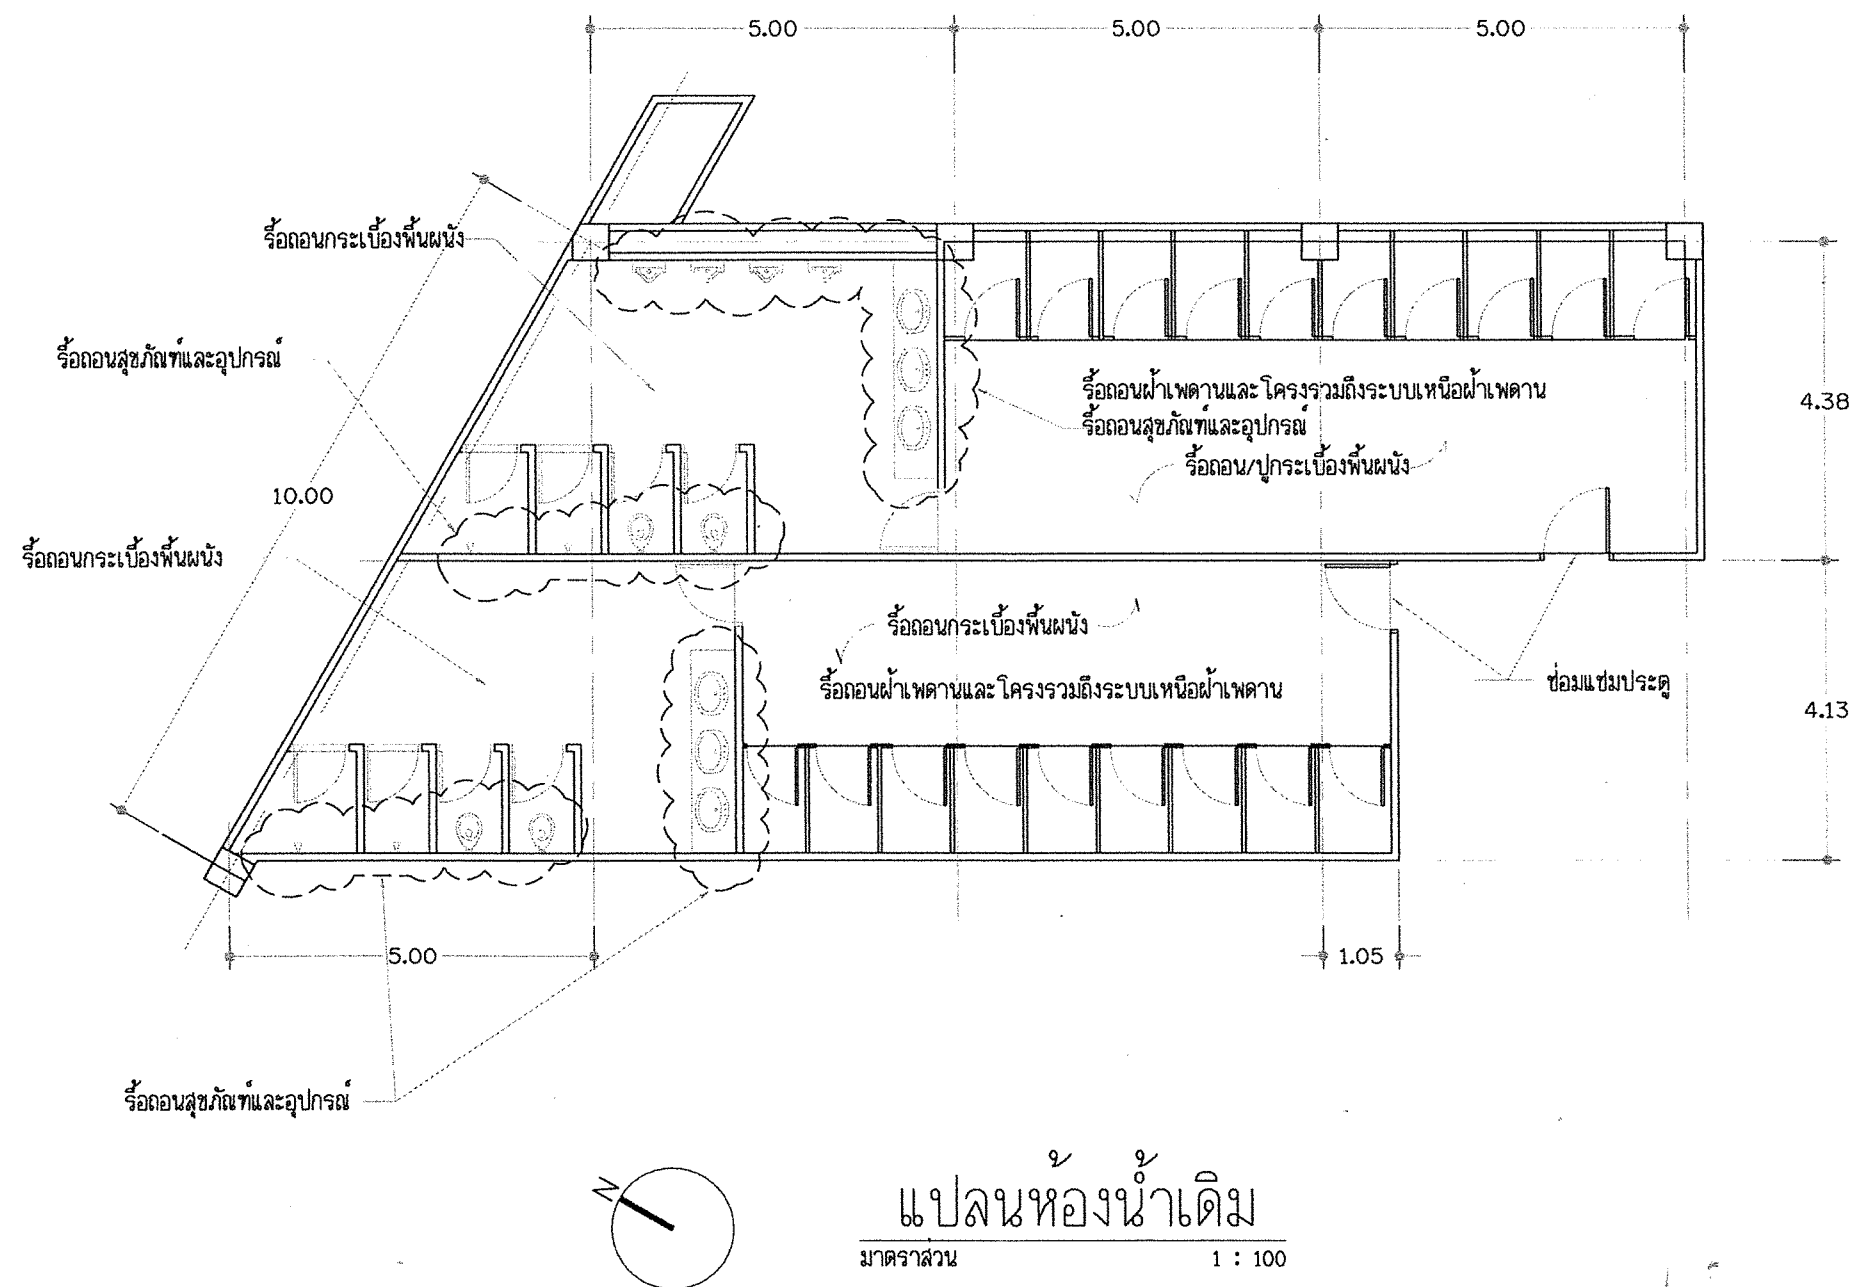 5.00
5.00
5.00
รื้อถอนกระเบื้องพื้นผนัง
รื้อถอนสุขภัณฑ์และอุปกรณ์
รื้อถอนฝ้าเพดานและโครงรวมถึงระบบเหนือฝ้าเพดาน
รื้อถอนสุขภัณฑ์และอุปกรณ์
รื้อถอน/ปูกระเบื้องพื้นผนัง
4.38
10.00
รื้อถอนกระเบื้องพื้นผนัง
รื้อถอนกระเบื้องพื้นผนัง
รื้อถอนฝ้าเพดานและโครงรวมถึงระบบเหนือฝ้าเพดาน
ซ่อมแซมประตู
4.13
5.00
1.05
รื้อถอนสุขภัณฑ์และอุปกรณ์
N
แปลนห้องน้ำเดิม
มาตราส่วน 1 : 100